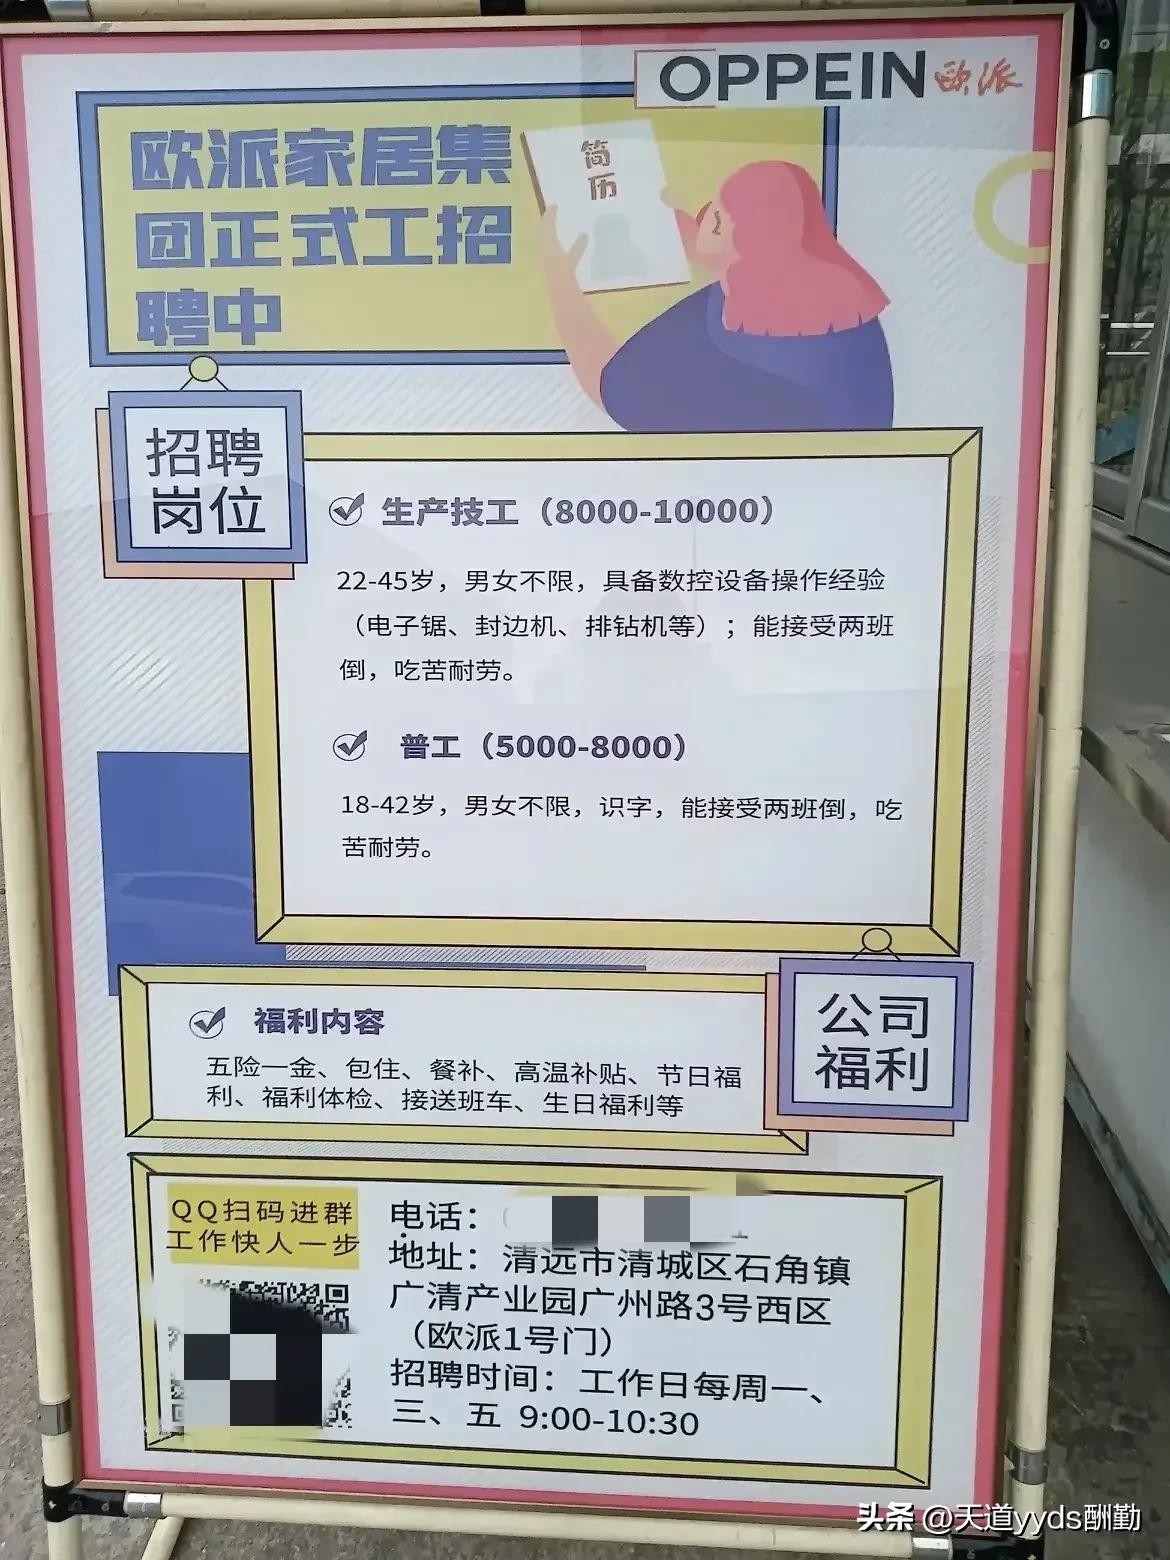 OPPEIN 欧派
欧派家居集
团正式工招
聘中
简
历
招聘
岗位
生产技工（8000-10000）
22-45岁，男女不限，具备数控设备操作经验
（电子锯、封边机、排钻机等）；能接受两班
倒，吃苦耐劳。
普工（5000-8000）
18-42岁，男女不限，识字，能接受两班倒，吃
苦耐劳。
公司
福利
福利内容
五险一金、包住、餐补、高温补贴、节日福
利、福利体检、接送班车、生日福利等
QQ扫码进群
工作快人一步
电话：
地址：清远市清城区石角镇
广清产业园广州路3号西区
（欧派1号门）
招聘时间：工作日每周一、
三、五 9:00-10:30
头条 @天道yyds酬勤